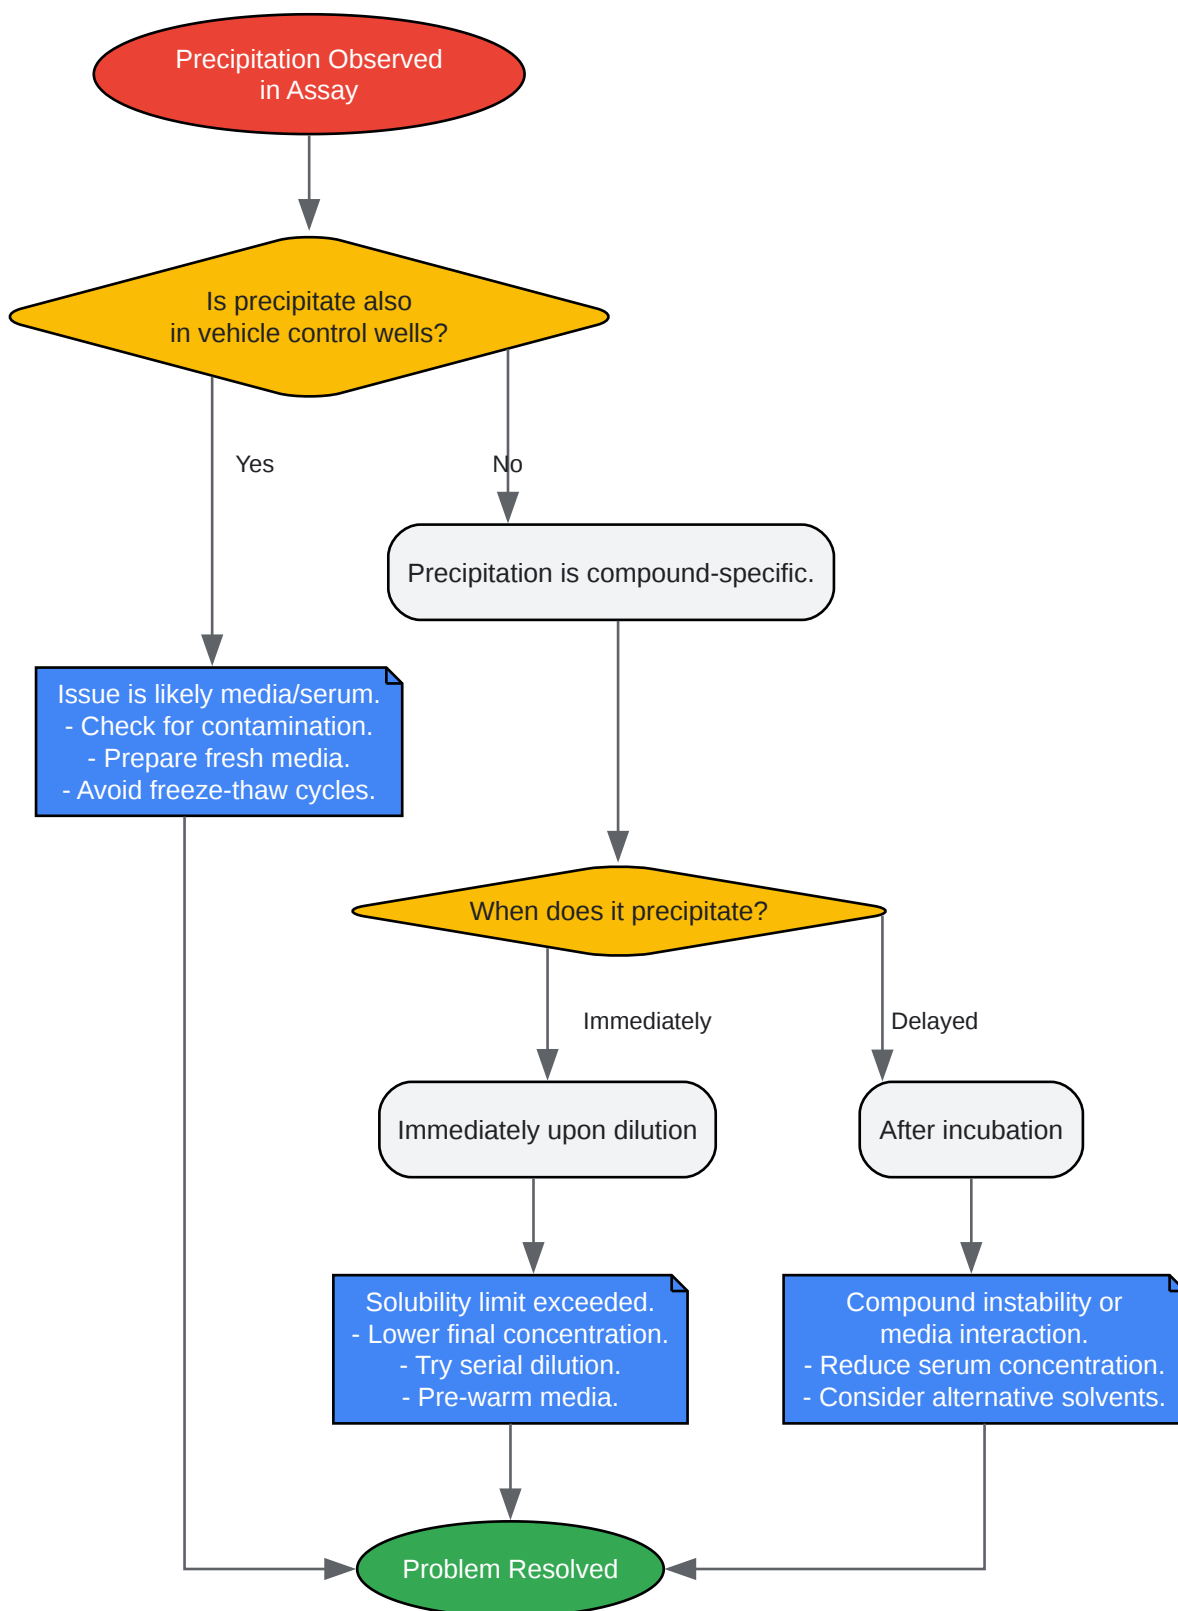 Precipitation Observed
in Assay
Is precipitate also
in vehicle control wells?
Yes
No
Precipitation is compound-specific.
Issue is likely media/serum.
- Check for contamination.
- Prepare fresh media.
- Avoid freeze-thaw cycles.
When does it precipitate?
Immediately
Delayed
Immediately upon dilution
After incubation
Solubility limit exceeded.
- Lower final concentration.
- Try serial dilution.
- Pre-warm media.
Compound instability or
media interaction.
- Reduce serum concentration.
- Consider alternative solvents.
Problem Resolved